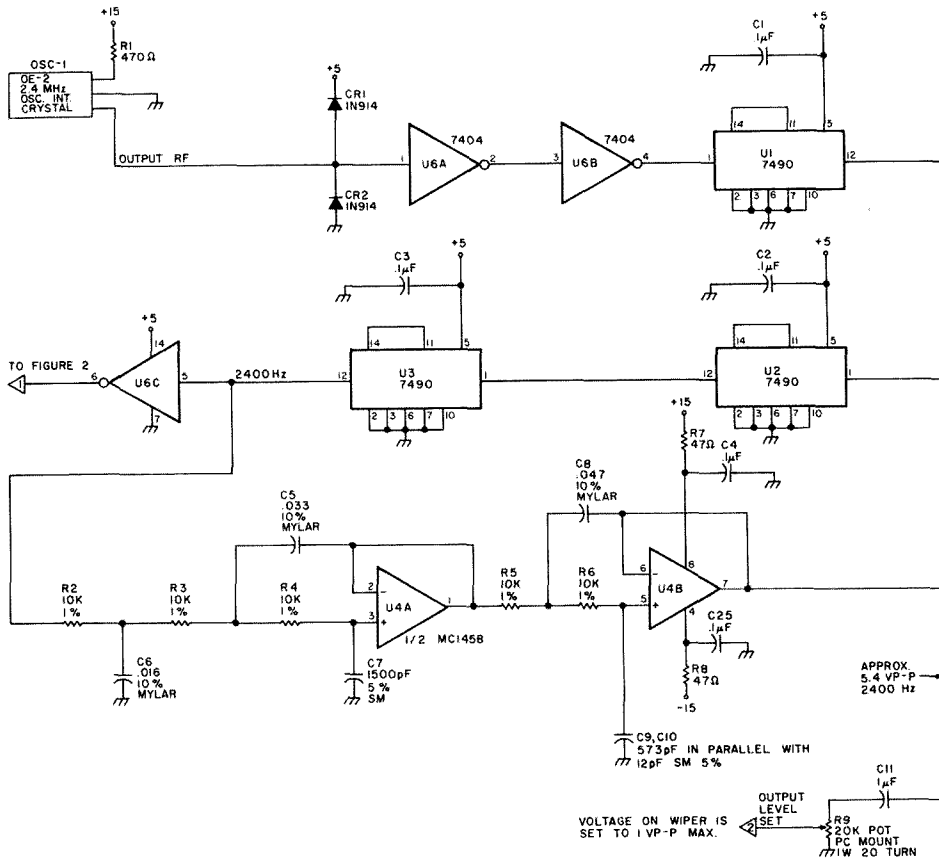 +15
R1
470Ω
OSC-1
OE-2
2.4 MHz
OSC. INT.
CRYSTAL
OUTPUT RF
+5
CR1
1N914
CR2
1N914
7404
1
U6A
2
7404
3
U6B
4
C1
.1µF
+5
14
11
5
1
U1
7490
12
2 3 6 7 10
TO FIGURE 2
1
6
+5
14
U6C
5
7
2400Hz
C3
.1µF
+5
14
11
5
12
U3
7490
1
2 3 6 7 10
C2
.1µF
+5
14
11
5
12
U2
7490
1
2 3 6 7 10
R2
10K
1%
C6
.016
10%
MYLAR
R3
10K
1%
C5
.033
10%
MYLAR
R4
10K
1%
2
-
U4A
3
+
1
1/2 MC1458
C7
1500pF
5%
SM
R5
10K
1%
C8
.047
10%
MYLAR
R6
10K
1%
+15
R7
47Ω
C4
.1µF
8
6
-
U4B
5
+
7
4
C25
.1µF
R8
47Ω
-15
C9,C10
573pF IN PARALLEL WITH
12pF SM 5%
APPROX.
5.4 VP-P
2400 Hz
VOLTAGE ON WIPER IS
SET TO 1 VP-P MAX.
2
OUTPUT
LEVEL
SET
C11
1µF
R9
20K POT
PC MOUNT
1W 20 TURN